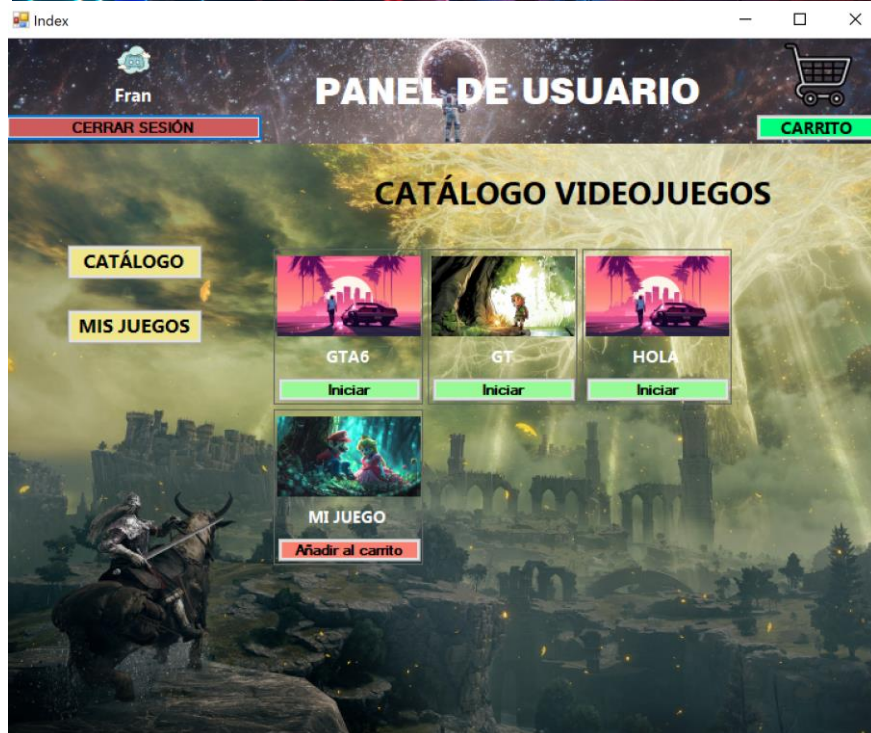 Index
Fran
PANEL DE USUARIO
CERRAR SESIÓN
CARRITO
CATÁLOGO VIDEOJUEGOS
CATÁLOGO
MIS JUEGOS
GTA6
GT
HOLA
Iniciar
Iniciar
Iniciar
MI JUEGO
Añadir al carrito